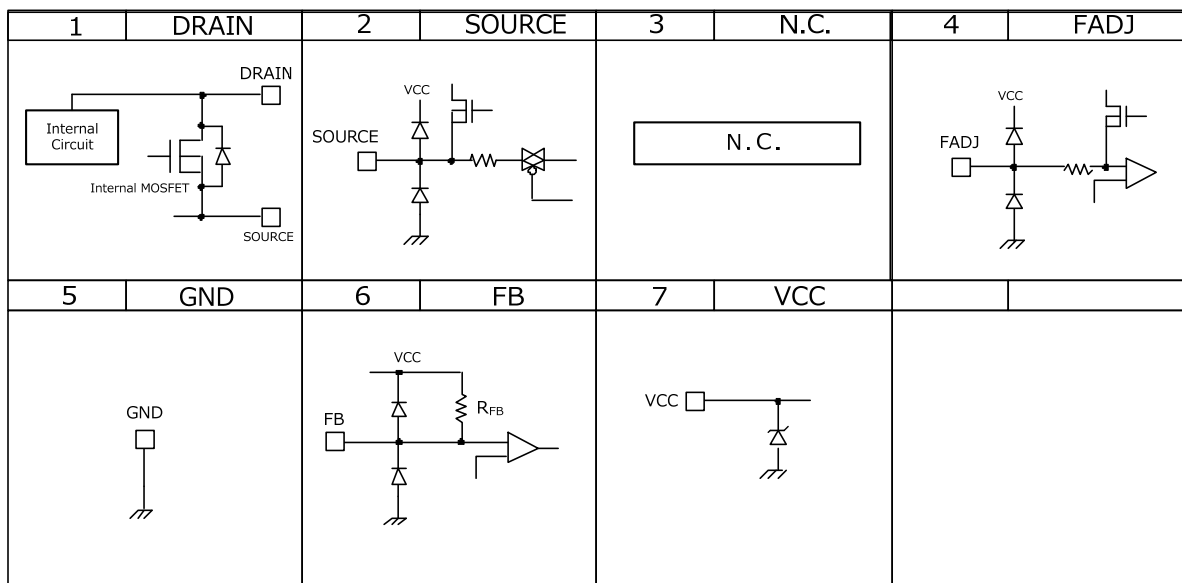 1 DRAIN 2 SOURCE 3 N.C. 4 FADJ
DRAIN
Internal
Circuit
Internal MOSFET
SOURCE
VCC
SOURCE
N.C.
VCC
FADJ
5 GND 6 FB 7 VCC
GND
VCC
FB
RFB
VCC